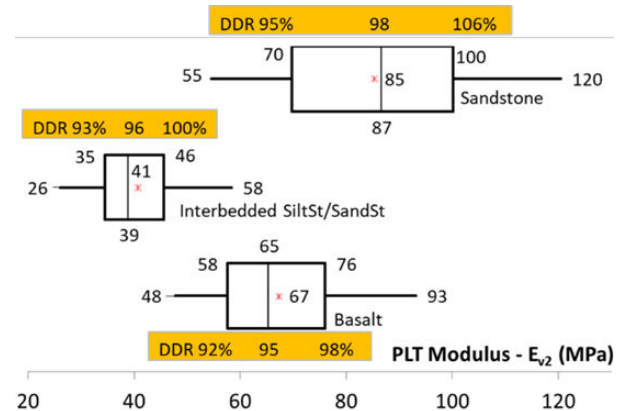 DDR 95% 98 106%
70 100
55 85 120
Sandstone
87
DDR 93% 96 100%
35 46
41
26 58
Interbedded SiltSt/SandSt
39
65
58 76
48 67 93
Basalt
DDR 92% 95 98%
PLT Modulus - Ev2 (MPa)
20 40 60 80 100 120